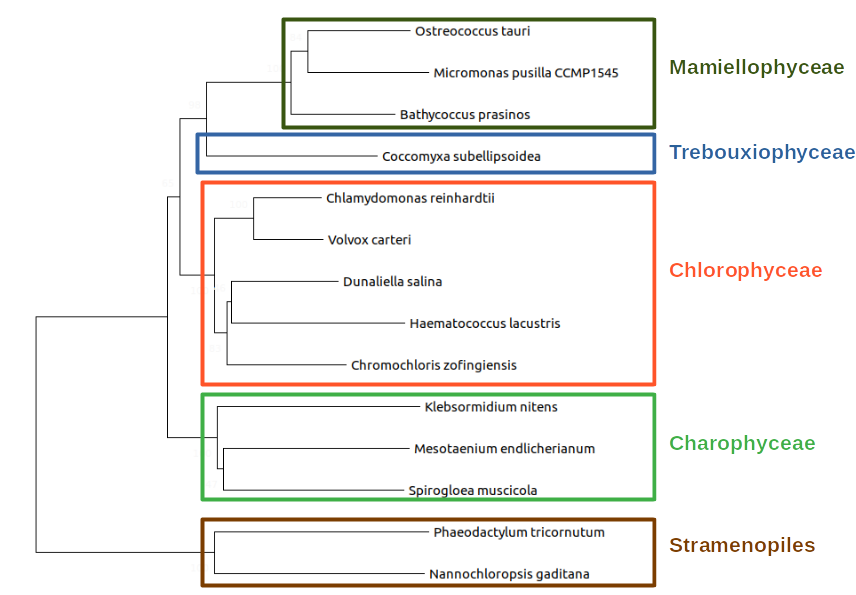 Ostreococcus tauri
Micromonas pusilla CCMP1545
Mamiellophyceae
Bathycoccus prasinos
Coccomyxa subellipsoidea
Trebouxiophyceae
Chlamydomonas reinhardtii
Volvox carteri
Chlorophyceae
Dunaliella salina
Haematococcus lacustris
Chromochloris zofingiensis
Klebsormidium nitens
Charophyceae
Mesotaenium endlicherianum
Spirogloea muscicola
Phaeodactylum tricornutum
Stramenopiles
Nannochloropsis gaditana